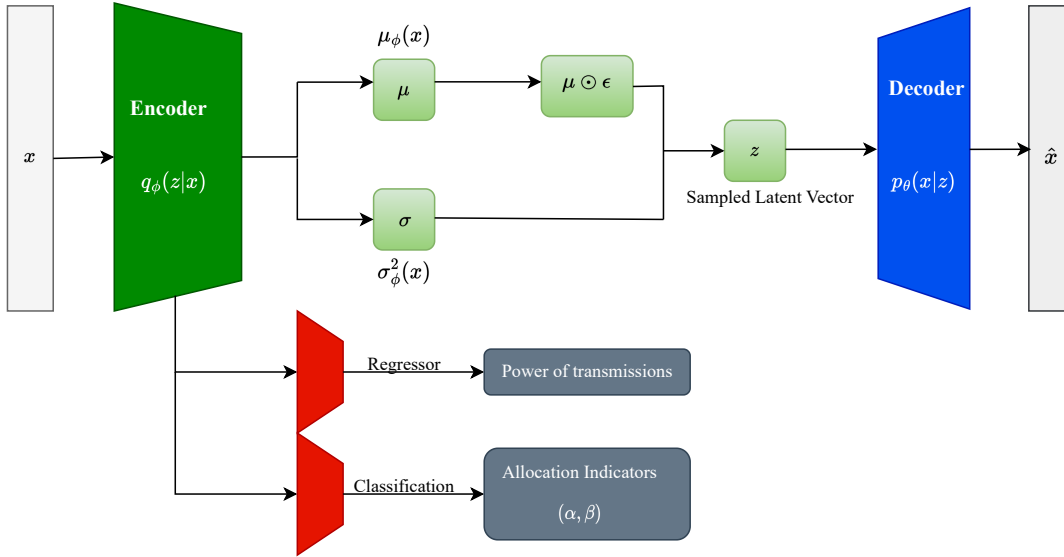 x
Encoder
q_ϕ(z|x)
μ_ϕ(x)
μ
μ ⊙ ϵ
σ
σ²_ϕ(x)
z
Sampled Latent Vector
Decoder
p_θ(x|z)
x̂
Regressor
Power of transmissions
Classification
Allocation Indicators
(α, β)